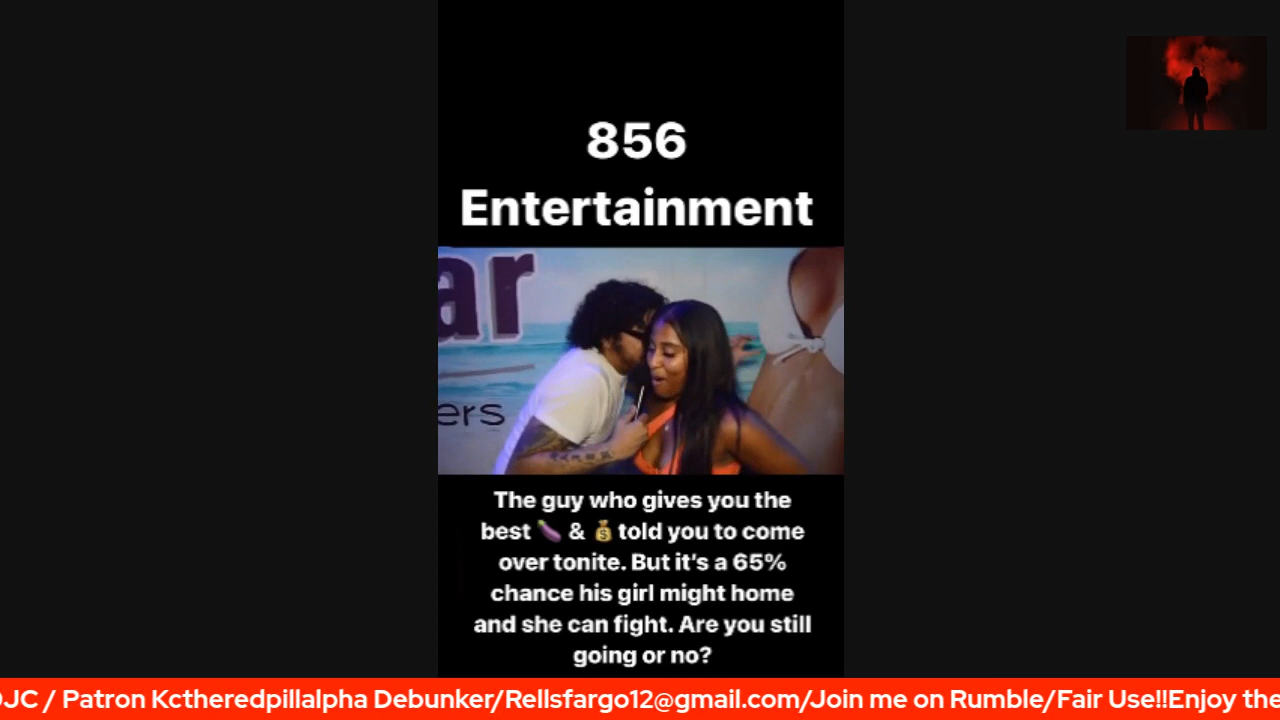 856
Entertainment
ar
ers
The guy who gives you the
best 🍆 & 💰 told you to come
over tonite. But it's a 65%
chance his girl might home
and she can fight. Are you still
going or no?
JC / Patron Kctheredpillalpha Debunker/Rellsfargo12@gmail.com/Join me on Rumble/Fair Use!!Enjoy the